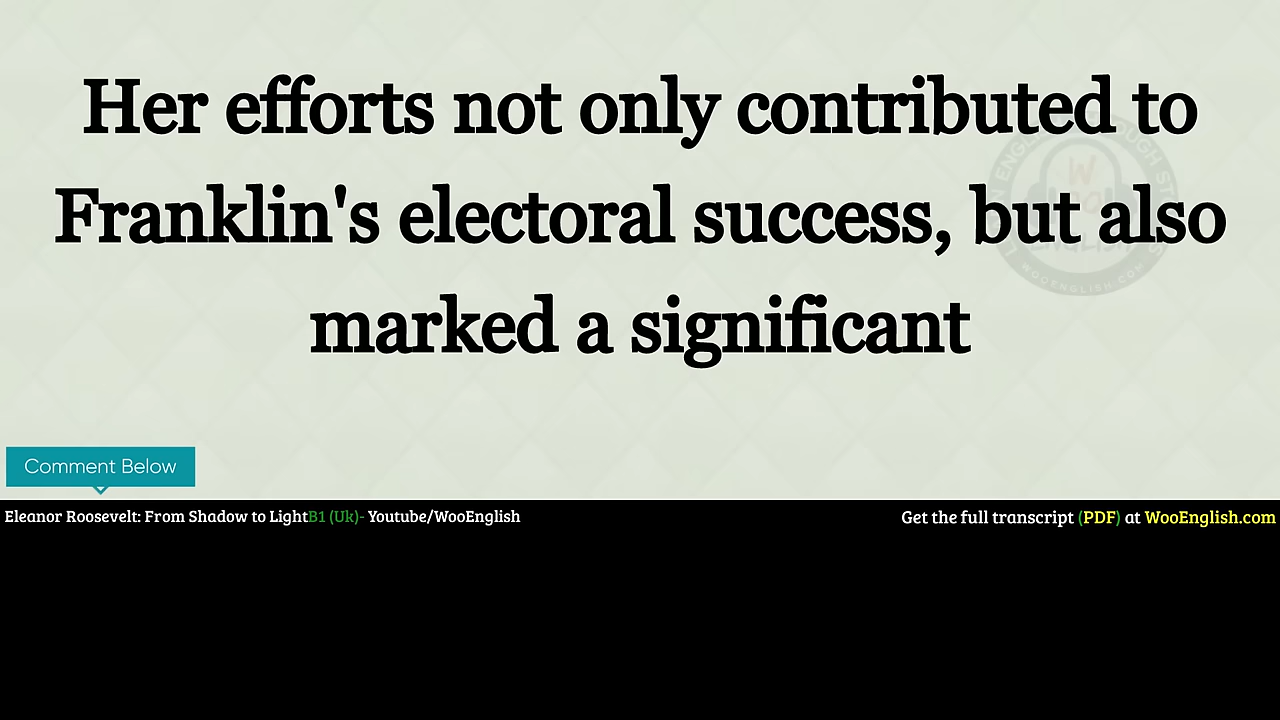 Her efforts not only contributed to
Franklin's electoral success, but also
marked a significant
Comment Below
Eleanor Roosevelt: From Shadow to LightB1 (Uk)- Youtube/WooEnglish
Get the full transcript (PDF) at WooEnglish.com